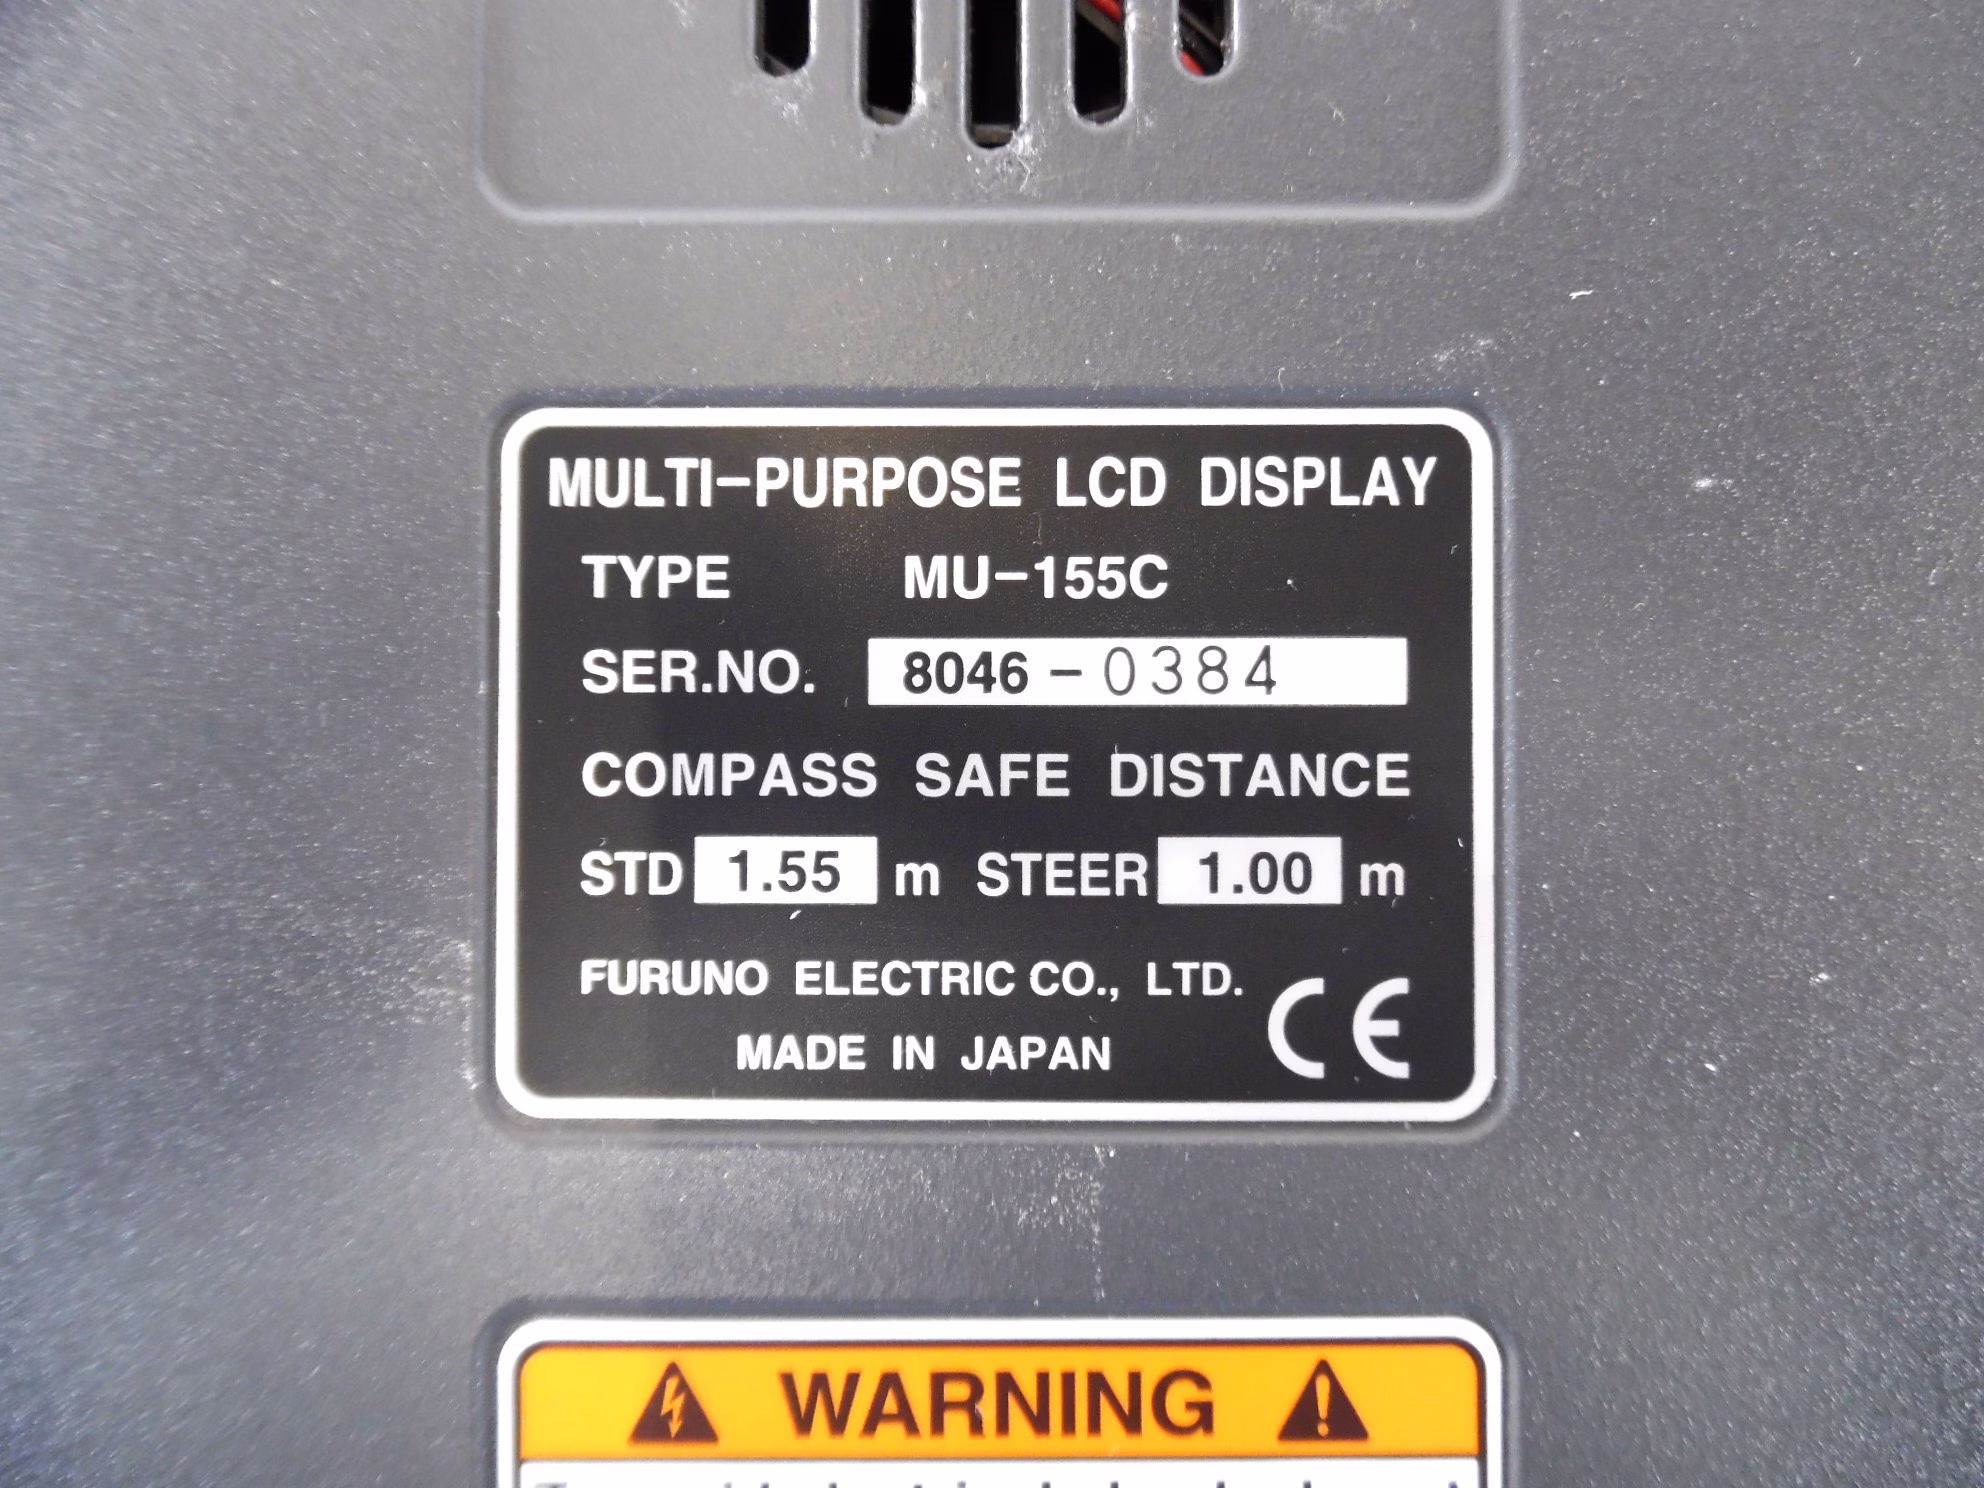 MULTI-PURPOSE LCD DISPLAY
TYPE MU-155C
SER.NO. 8046-0384
COMPASS SAFE DISTANCE
STD 1.55 m STEER 1.00 m
FURUNO ELECTRIC CO., LTD.
MADE IN JAPAN CE
WARNING